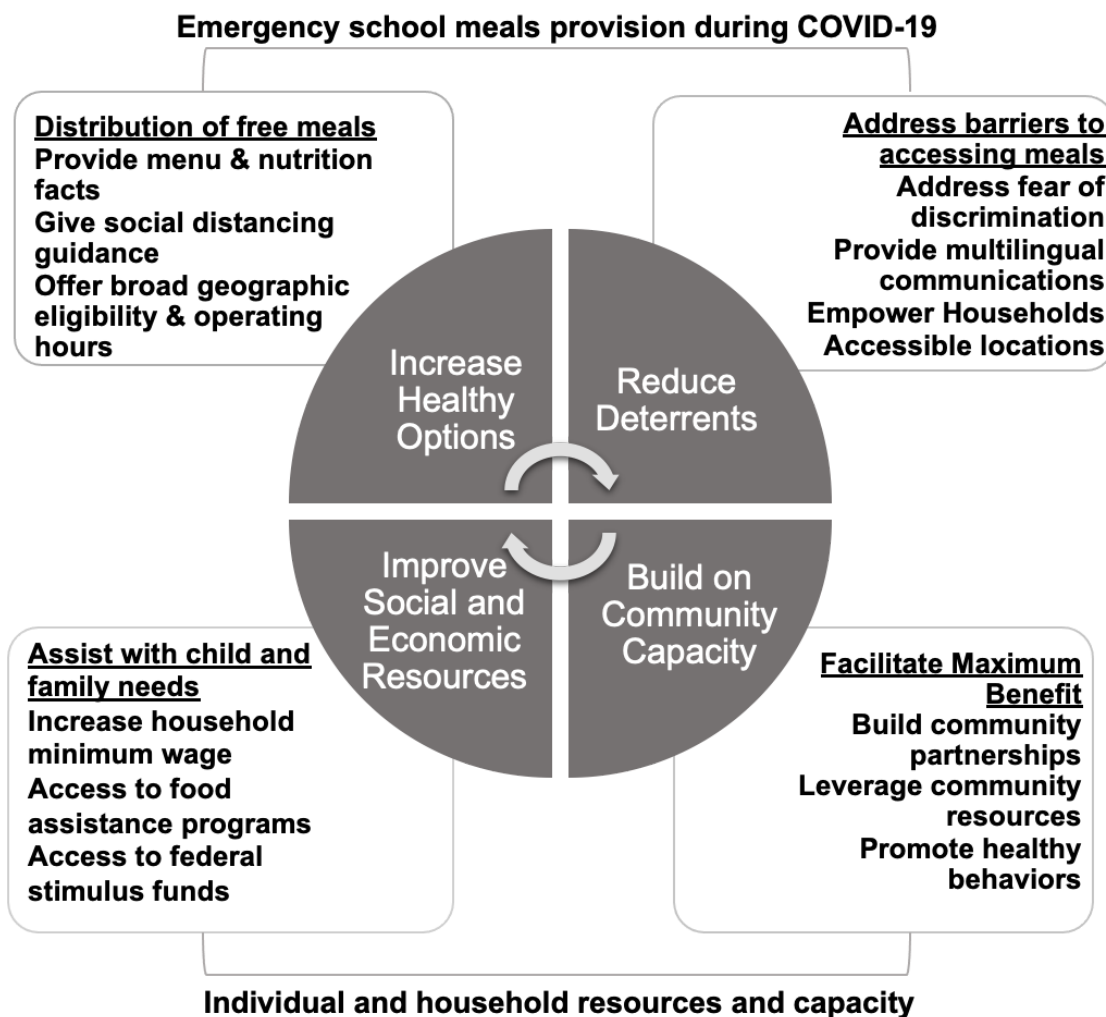 Emergency school meals provision during COVID-19
Distribution of free meals
Provide menu & nutrition
facts
Give social distancing
guidance
Offer broad geographic
eligibility & operating
hours
Address barriers to
accessing meals
Address fear of
discrimination
Provide multilingual
communications
Empower Households
Accessible locations
Increase
Healthy
Options
Reduce
Deterrents
Improve
Social and
Economic
Resources
Build on
Community
Capacity
Assist with child and
family needs
Increase household
minimum wage
Access to food
assistance programs
Access to federal
stimulus funds
Facilitate Maximum
Benefit
Build community
partnerships
Leverage community
resources
Promote healthy
behaviors
Individual and household resources and capacity